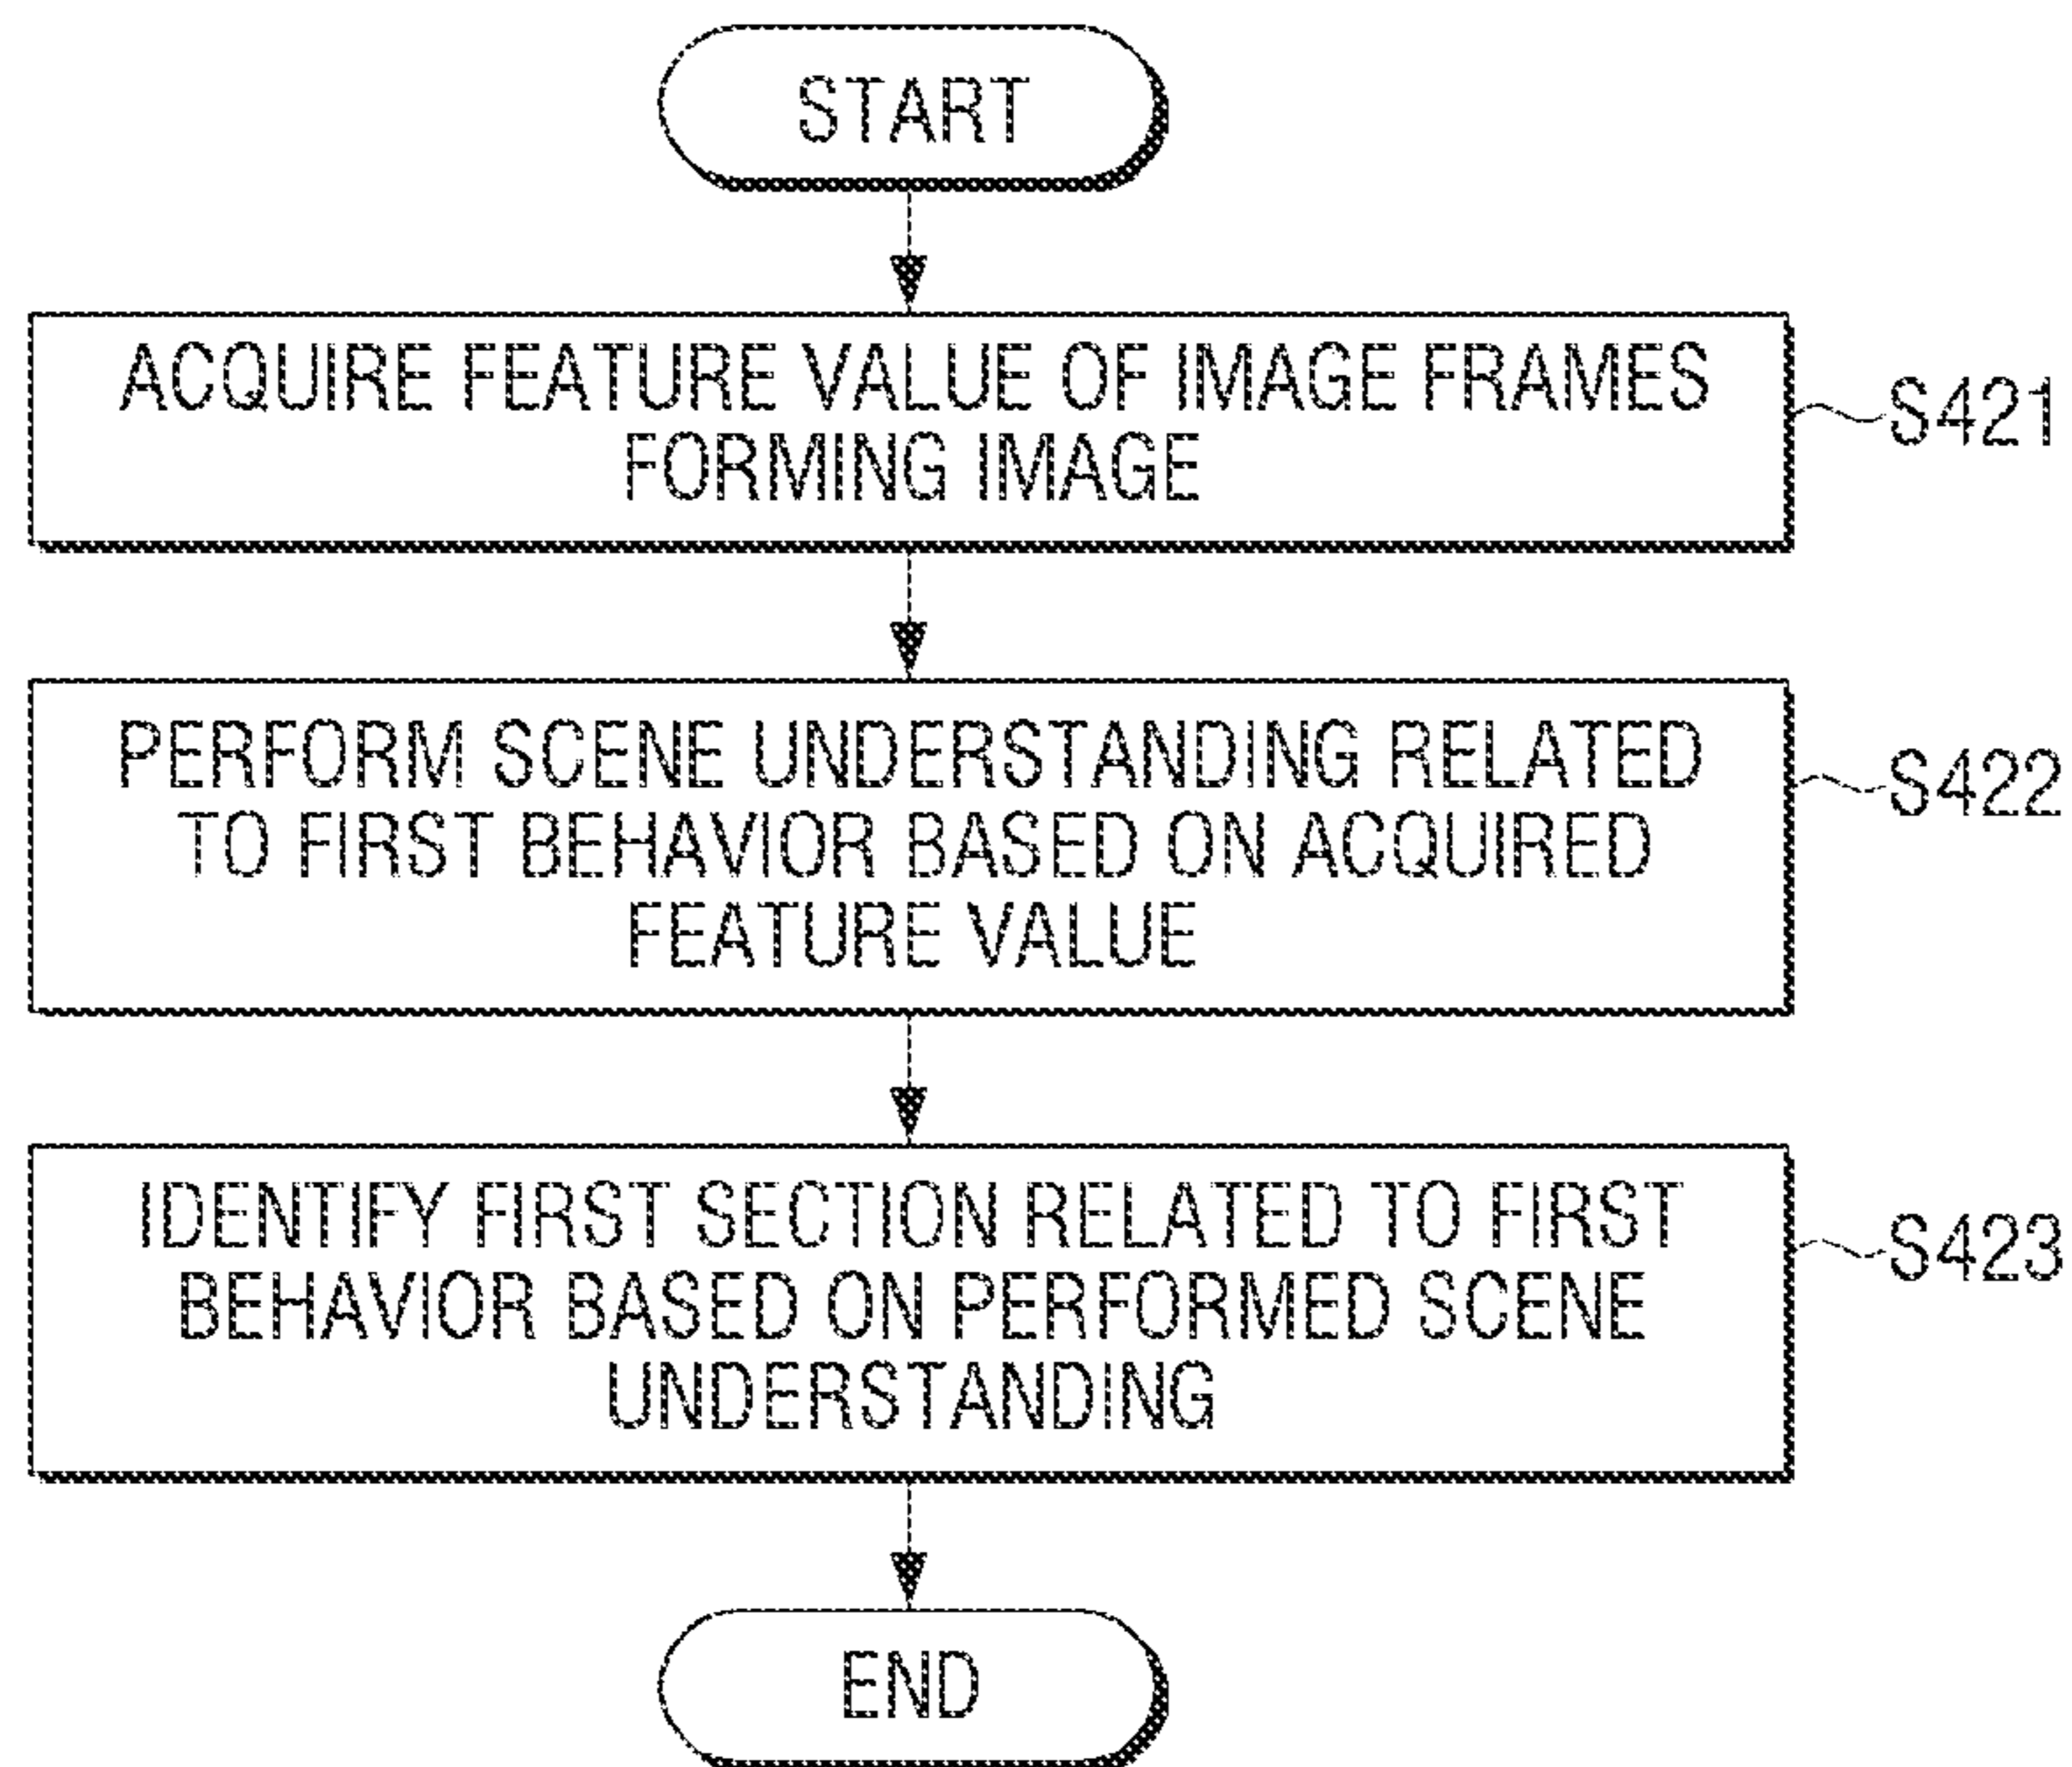 START
ACQUIRE FEATURE VALUE OF IMAGE FRAMES
FORMING IMAGE
S421
PERFORM SCENE UNDERSTANDING RELATED
TO FIRST BEHAVIOR BASED ON ACQUIRED
FEATURE VALUE
S422
IDENTIFY FIRST SECTION RELATED TO FIRST
BEHAVIOR BASED ON PERFORMED SCENE
UNDERSTANDING
S423
END